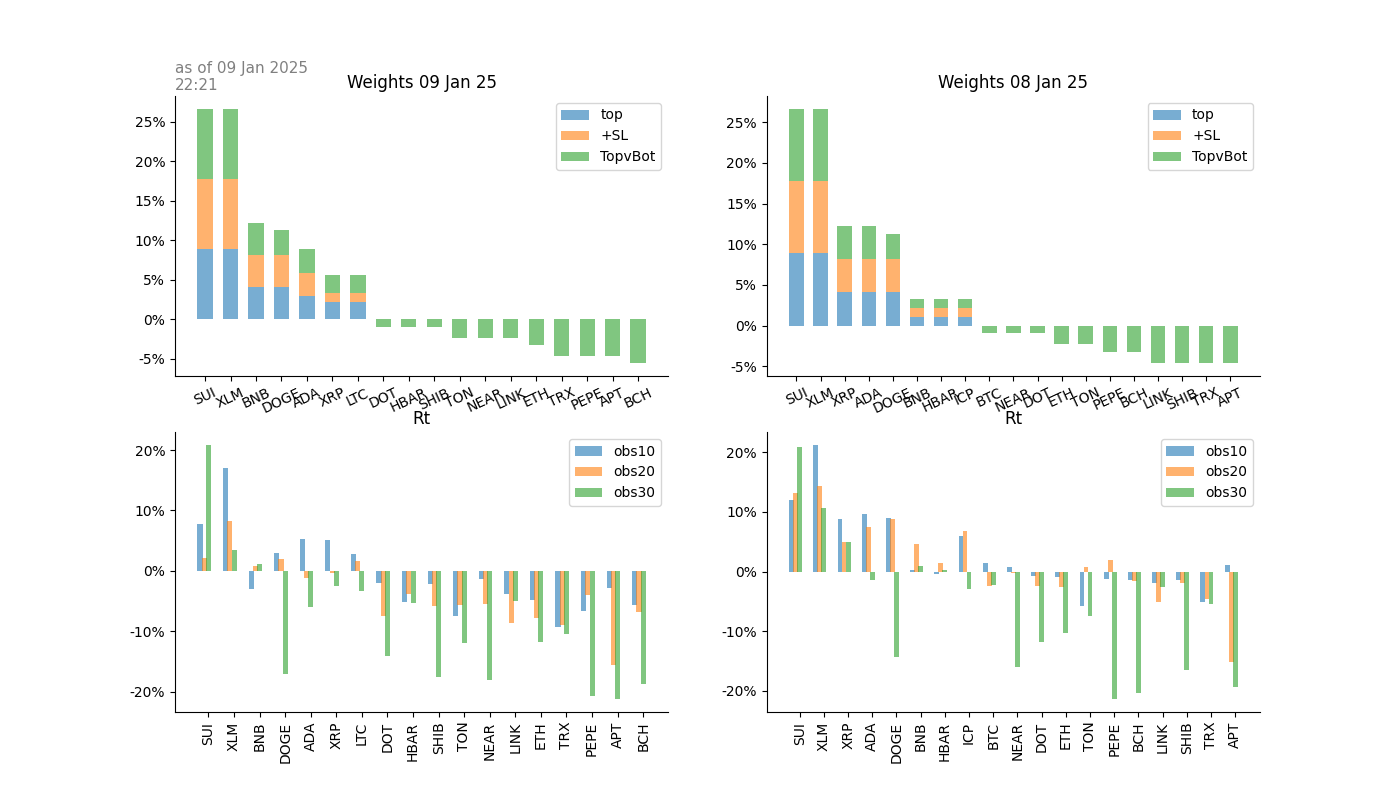 as of 09 Jan 2025
22:21
Weights 09 Jan 25
25%
20%
15%
10%
5%
0%
-5%
top
+SL
TopvBot
SUI XLM BNB DOGE ADA XRP LTC DOT HBAR SHIB TON NEAR LINK ETH TRX PEPE APT BCH
Weights 08 Jan 25
25%
20%
15%
10%
5%
0%
-5%
top
+SL
TopvBot
SUI XLM XRP ADA DOGE BNB HBAR ICP BTC NEAR DOT ETH TON PEPE BCH LINK SHIB TRX APT
Rt
20%
10%
0%
-10%
-20%
obs10
obs20
obs30
SUI XLM BNB DOGE ADA XRP LTC DOT HBAR SHIB TON NEAR LINK ETH TRX PEPE APT BCH
Rt
20%
10%
0%
-10%
-20%
obs10
obs20
obs30
SUI XLM XRP ADA DOGE BNB HBAR ICP BTC NEAR DOT ETH TON PEPE BCH LINK SHIB TRX APT